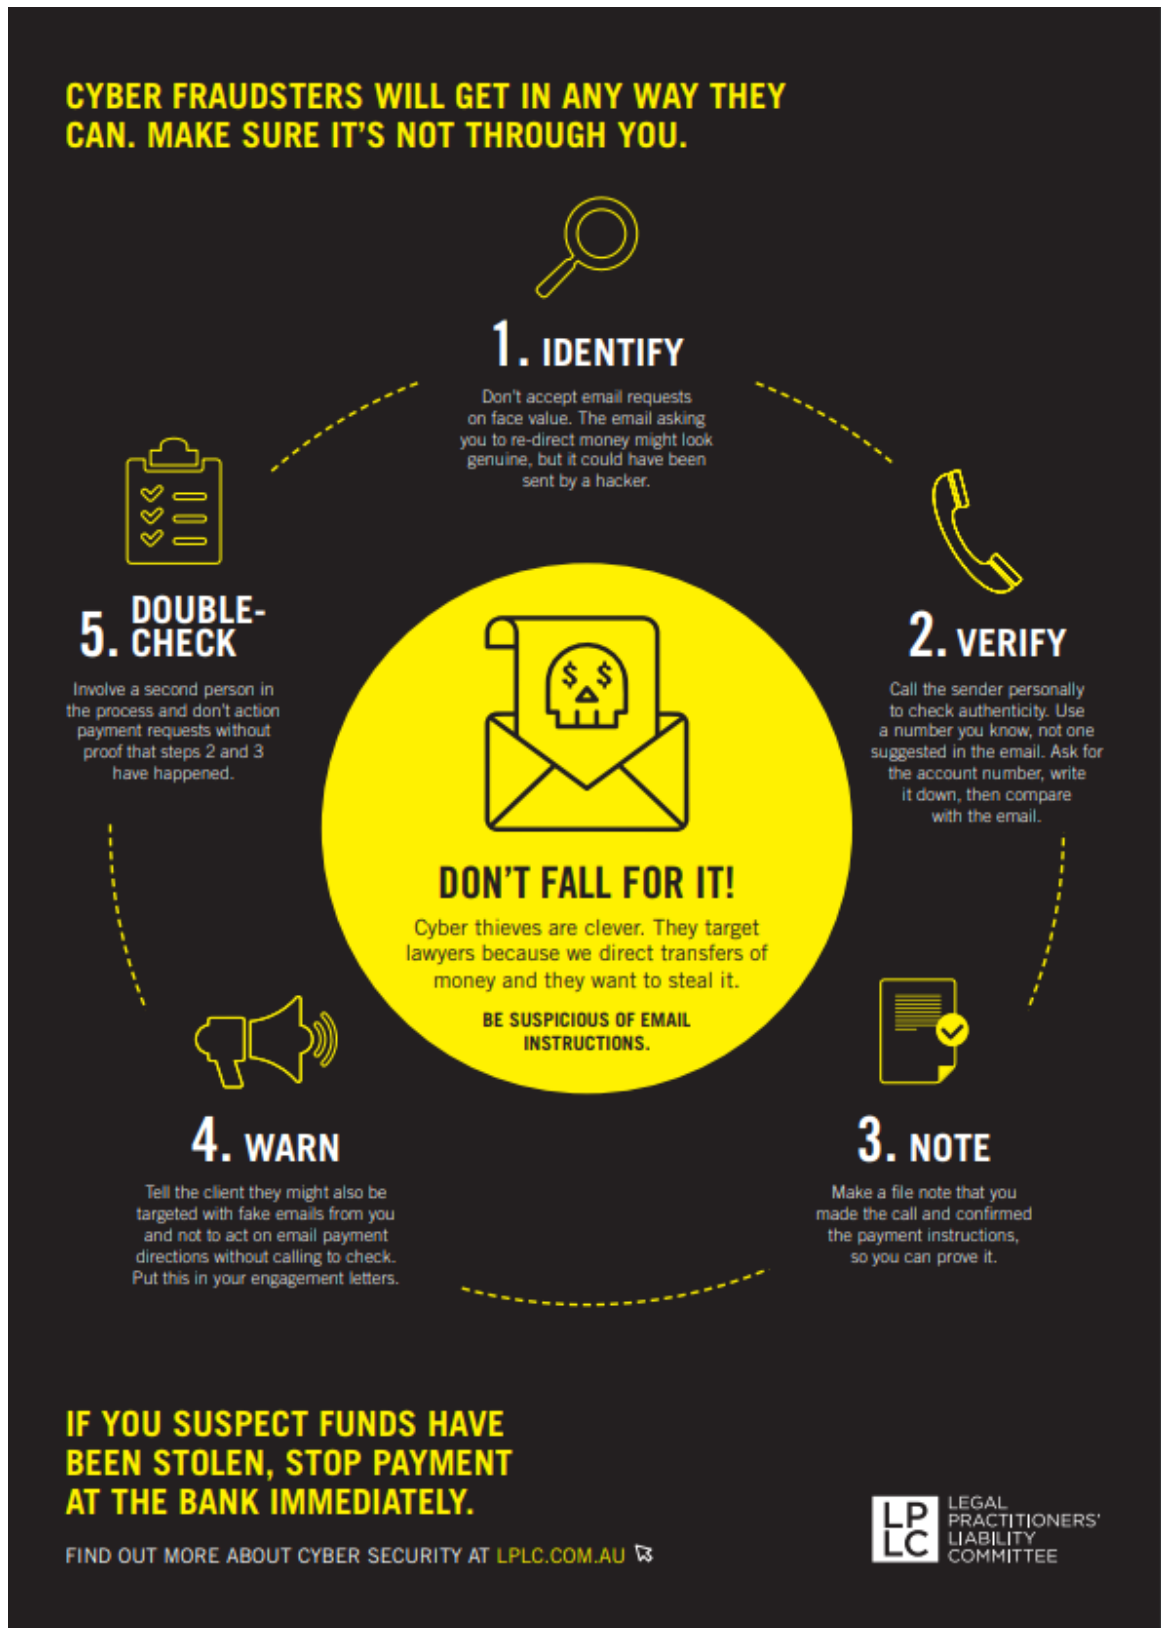 CYBER FRAUDSTERS WILL GET IN ANY WAY THEY
CAN. MAKE SURE IT'S NOT THROUGH YOU.
1. IDENTIFY
Don't accept email requests
on face value. The email asking
you to re-direct money might look
genuine, but it could have been
sent by a hacker.
2. VERIFY
Call the sender personally
to check authenticity. Use
a number you know, not one
suggested in the email. Ask for
the account number, write
it down, then compare
with the email.
3. NOTE
Make a file note that you
made the call and confirmed
the payment instructions,
so you can prove it.
4. WARN
Tell the client they might also be
targeted with fake emails from you
and not to act on email payment
directions without calling to check.
Put this in your engagement letters.
5. DOUBLE-
CHECK
Involve a second person in
the process and don't action
payment requests without
proof that steps 2 and 3
have happened.
$ $
DON'T FALL FOR IT!
Cyber thieves are clever. They target
lawyers because we direct transfers of
money and they want to steal it.
BE SUSPICIOUS OF EMAIL
INSTRUCTIONS.
IF YOU SUSPECT FUNDS HAVE
BEEN STOLEN, STOP PAYMENT
AT THE BANK IMMEDIATELY.
FIND OUT MORE ABOUT CYBER SECURITY AT LPLC.COM.AU
LP
LC
LEGAL
PRACTITIONERS'
LIABILITY
COMMITTEE